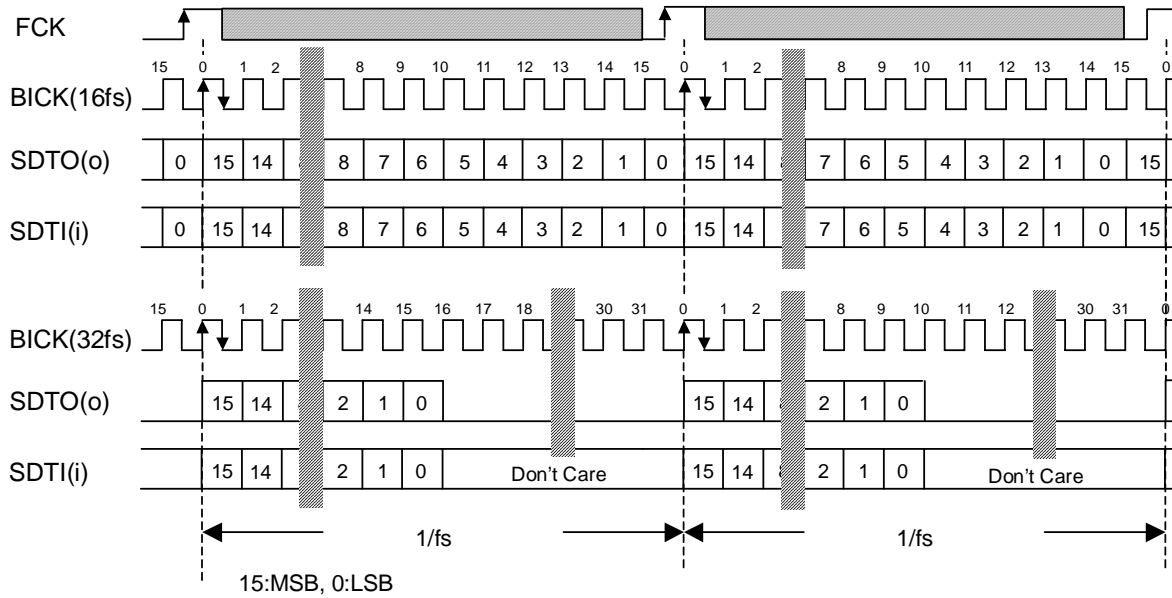 FCK
15 0 1 2 8 9 10 11 12 13 14 15 0 1 2 8 9 10 11 12 13 14 15 0
BICK(16fs)
SDTO(o) 0 15 14 8 7 6 5 4 3 2 1 0 15 14 7 6 5 4 3 2 1 0 15
SDTI(i) 0 15 14 8 7 6 5 4 3 2 1 0 15 14 7 6 5 4 3 2 1 0 15
15 0 1 2 14 15 16 17 18 30 31 0 1 2 8 9 10 11 12 30 31 0
BICK(32fs)
SDTO(o) 15 14 2 1 0 15 14 2 1 0
SDTI(i) 15 14 2 1 0 Don't Care 15 14 2 1 0 Don't Care
1/fs 1/fs
15:MSB, 0:LSB